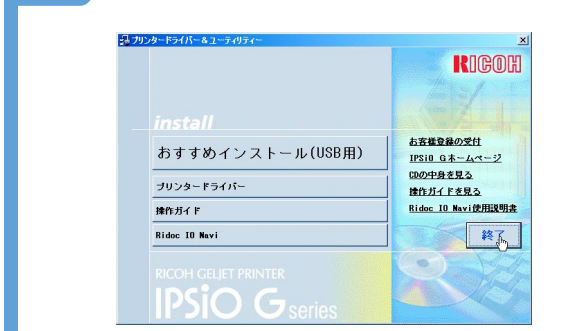 プリンタードライバー＆ユーティリティー
RICOH
install
おすすめインストール(USB用)
プリンタードライバー
操作ガイド
Ridoc IO Navi
お客様登録の受付
IPSiO Gホームページ
CDの中身を見る
操作ガイドを見る
Ridoc IO Navi使用説明書
終了
RICOH GELJET PRINTER
IPSiO G series